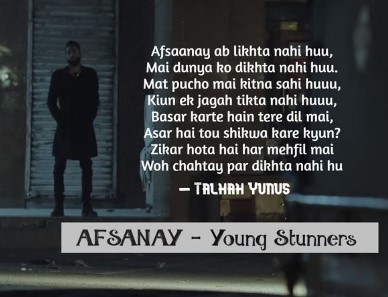 Afsaanay ab likhta nahi huu,
Mai dunya ko dikhta nahi huu.
Mat pucho mai kitna sahi huuu,
Kiun ek jagah tikta nahi huuu,
Basar karte hain tere dil mai,
Asar hai tou shikwa kare kyun?
Zikar hota hai har mehfil mai
Woh chahtay par dikhta nahi hu
— TALHAH YUNUS
AFSANAY - Young Stunners